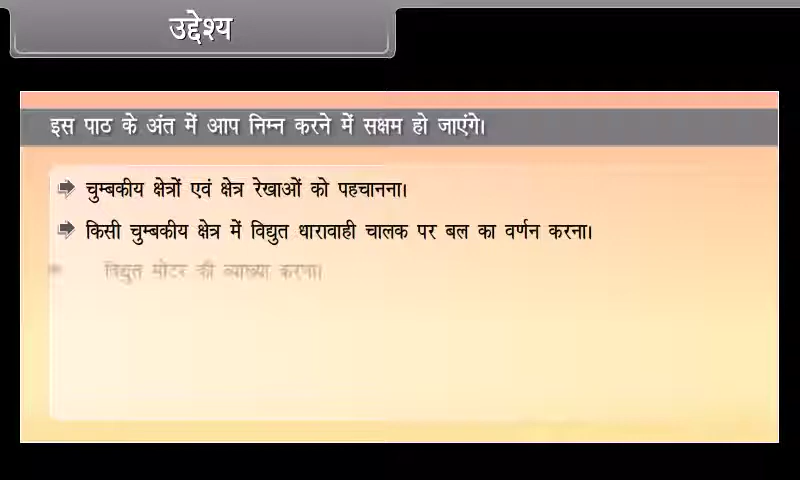 उद्देश्य
इस पाठ के अंत में आप निम्न करने में सक्षम हो जाएंगे।
चुम्बकीय क्षेत्रों एवं क्षेत्र रेखाओं को पहचानना।
किसी चुम्बकीय क्षेत्र में विद्युत धारावाही चालक पर बल का वर्णन करना।
विद्युत मोटर की व्याख्या करना।